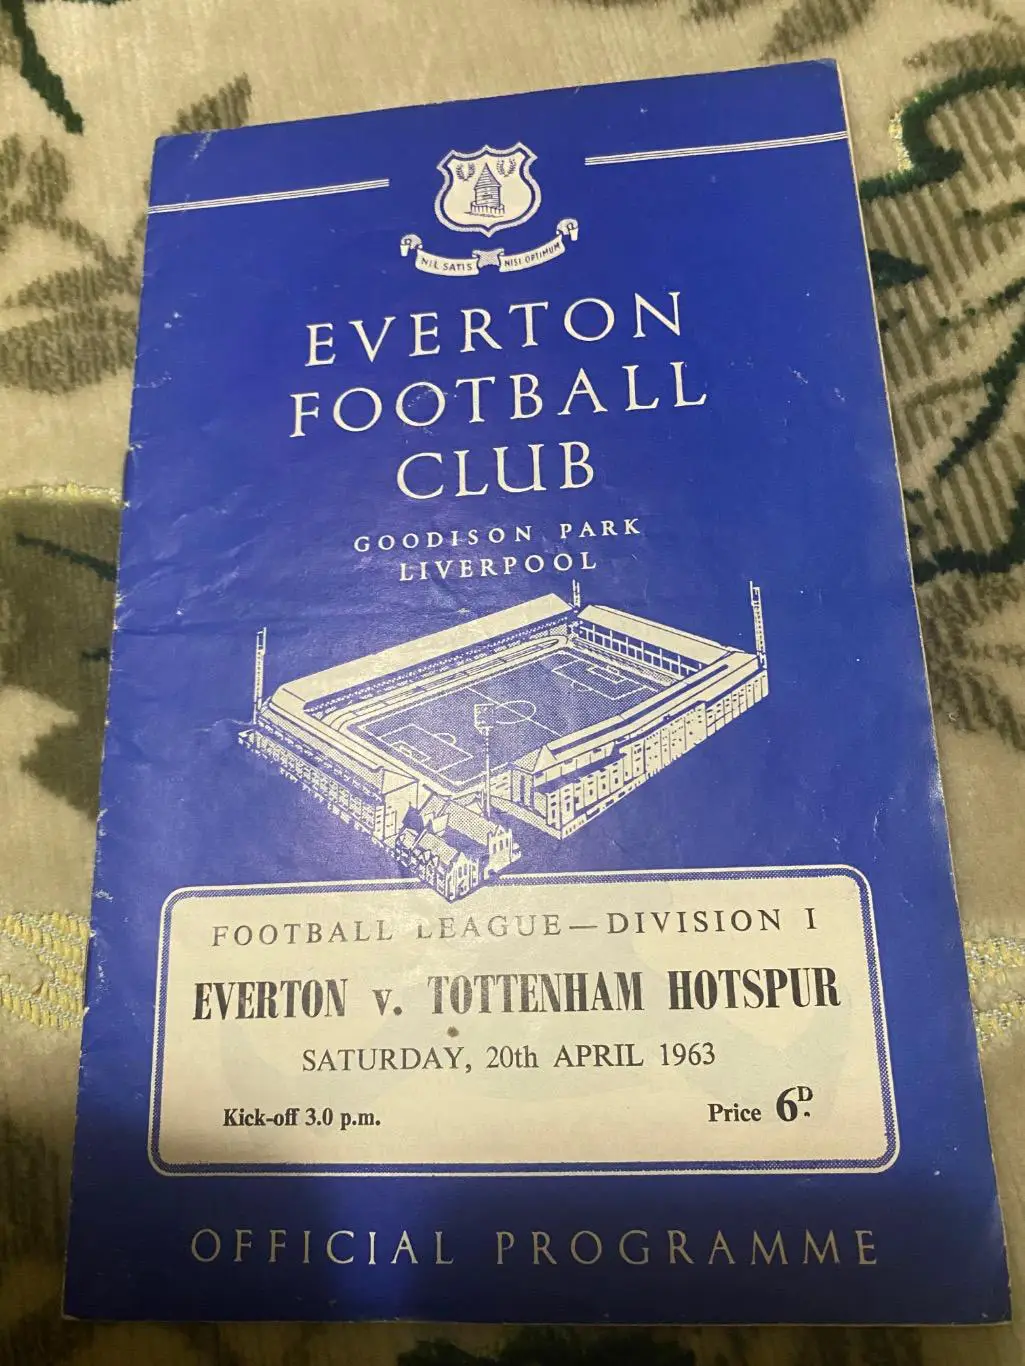 NIL SATIS NISI OPTIMUM
EVERTON
FOOTBALL
CLUB
GOODISON PARK
LIVERPOOL
FOOTBALL LEAGUE — DIVISION I
EVERTON v. TOTTENHAM HOTSPUR
SATURDAY, 20th APRIL 1963
Kick-off 3.0 p.m. Price 6D.
OFFICIAL PROGRAMME